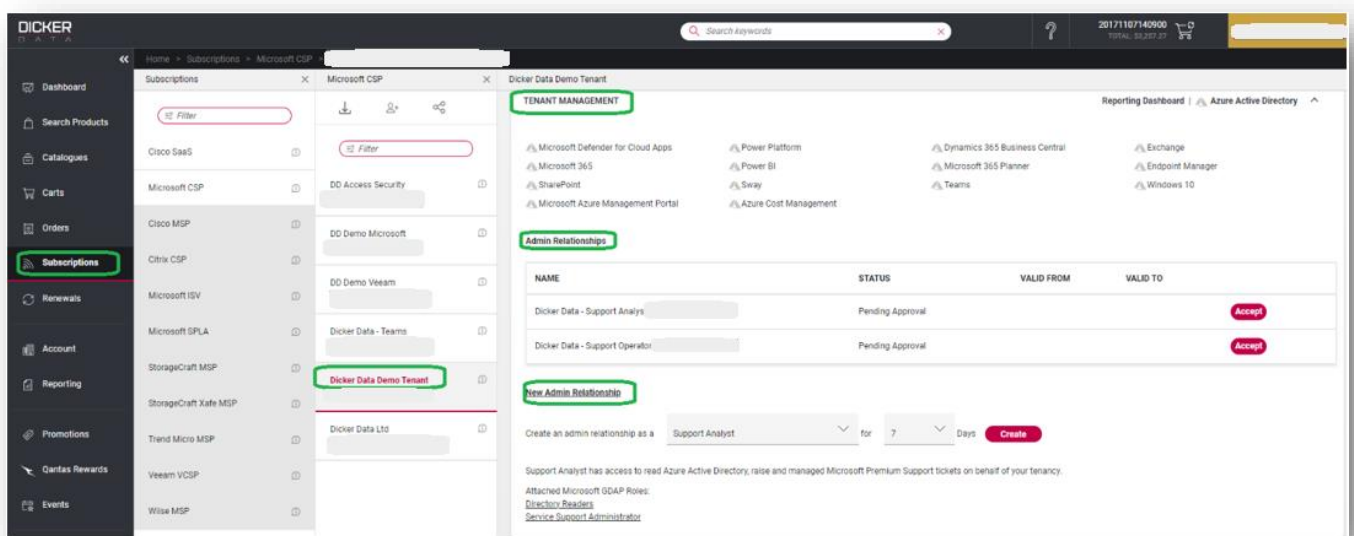 DICKER
DATA
Search keywords
?
20171107140900
Home > Subscriptions > Microsoft CSP >
Dashboard
Search Products
Catalogues
Carts
Orders
Subscriptions
Renewals
Account
Reporting
Promotions
Qantas Rewards
Events
Subscriptions
Filter
Cisco SaaS
Microsoft CSP
Cisco MSP
Citrix CSP
Microsoft ISV
Microsoft SPLA
StorageCraft MSP
StorageCraft Xafe MSP
Trend Micro MSP
Veeam VCSP
Wiise MSP
Microsoft CSP
Filter
DD Access Security
DD Demo Microsoft
DD Demo Veeam
Dicker Data - Teams
Dicker Data Demo Tenant
Dicker Data Ltd
Dicker Data Demo Tenant
TENANT MANAGEMENT
Reporting Dashboard | Azure Active Directory
Microsoft Defender for Cloud Apps Power Platform Dynamics 365 Business Central Exchange
Microsoft 365 Power BI Microsoft 365 Planner Endpoint Manager
SharePoint Sway Teams Windows 10
Microsoft Azure Management Portal Azure Cost Management
Admin Relationships
NAME STATUS VALID FROM VALID TO
Dicker Data - Support Analys Pending Approval Accept
Dicker Data - Support Operator Pending Approval Accept
New Admin Relationship
Create an admin relationship as a Support Analyst for 7 Days Create
Support Analyst has access to read Azure Active Directory, raise and managed Microsoft Premium Support tickets on behalf of your tenancy.
Attached Microsoft GDAP Roles:
Directory Readers
Service Support Administrator